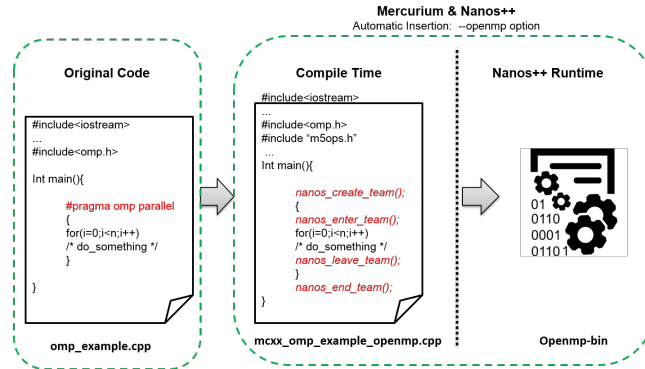 Mercurium & Nanos++
Automatic Insertion: --openmp option
Original Code
#include<iostream>
...
#include<omp.h>
Int main(){
#pragma omp parallel
{
for(i=0;i<n;i++)
/* do_something */
}
}
omp_example.cpp
Compile Time
#include<iostream>
...
#include<omp.h>
#include “m5ops.h”
...
Int main(){
nanos_create_team();
{
nanos_enter_team();
for(i=0;i<n;i++)
/* do_something */
nanos_leave_team();
}
nanos_end_team();
}
mcxx_omp_example_openmp.cpp
Nanos++ Runtime
01
0110
0001
01101
Openmp-bin